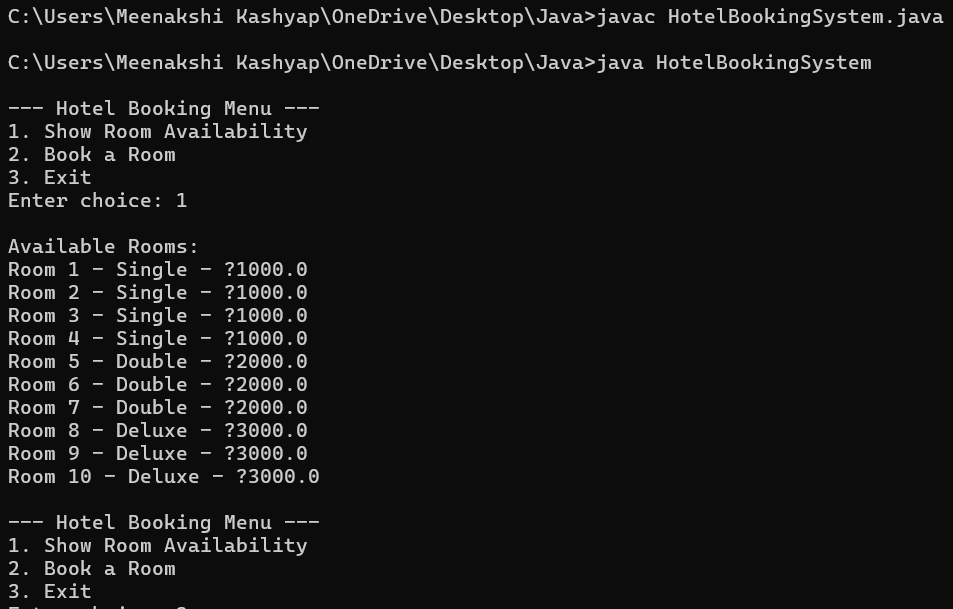 C:\Users\Meenakshi Kashyap\OneDrive\Desktop\Java>javac HotelBookingSystem.java
C:\Users\Meenakshi Kashyap\OneDrive\Desktop\Java>java HotelBookingSystem
--- Hotel Booking Menu ---
1. Show Room Availability
2. Book a Room
3. Exit
Enter choice: 1
Available Rooms:
Room 1 - Single - ?1000.0
Room 2 - Single - ?1000.0
Room 3 - Single - ?1000.0
Room 4 - Single - ?1000.0
Room 5 - Double - ?2000.0
Room 6 - Double - ?2000.0
Room 7 - Double - ?2000.0
Room 8 - Deluxe - ?3000.0
Room 9 - Deluxe - ?3000.0
Room 10 - Deluxe - ?3000.0
--- Hotel Booking Menu ---
1. Show Room Availability
2. Book a Room
3. Exit